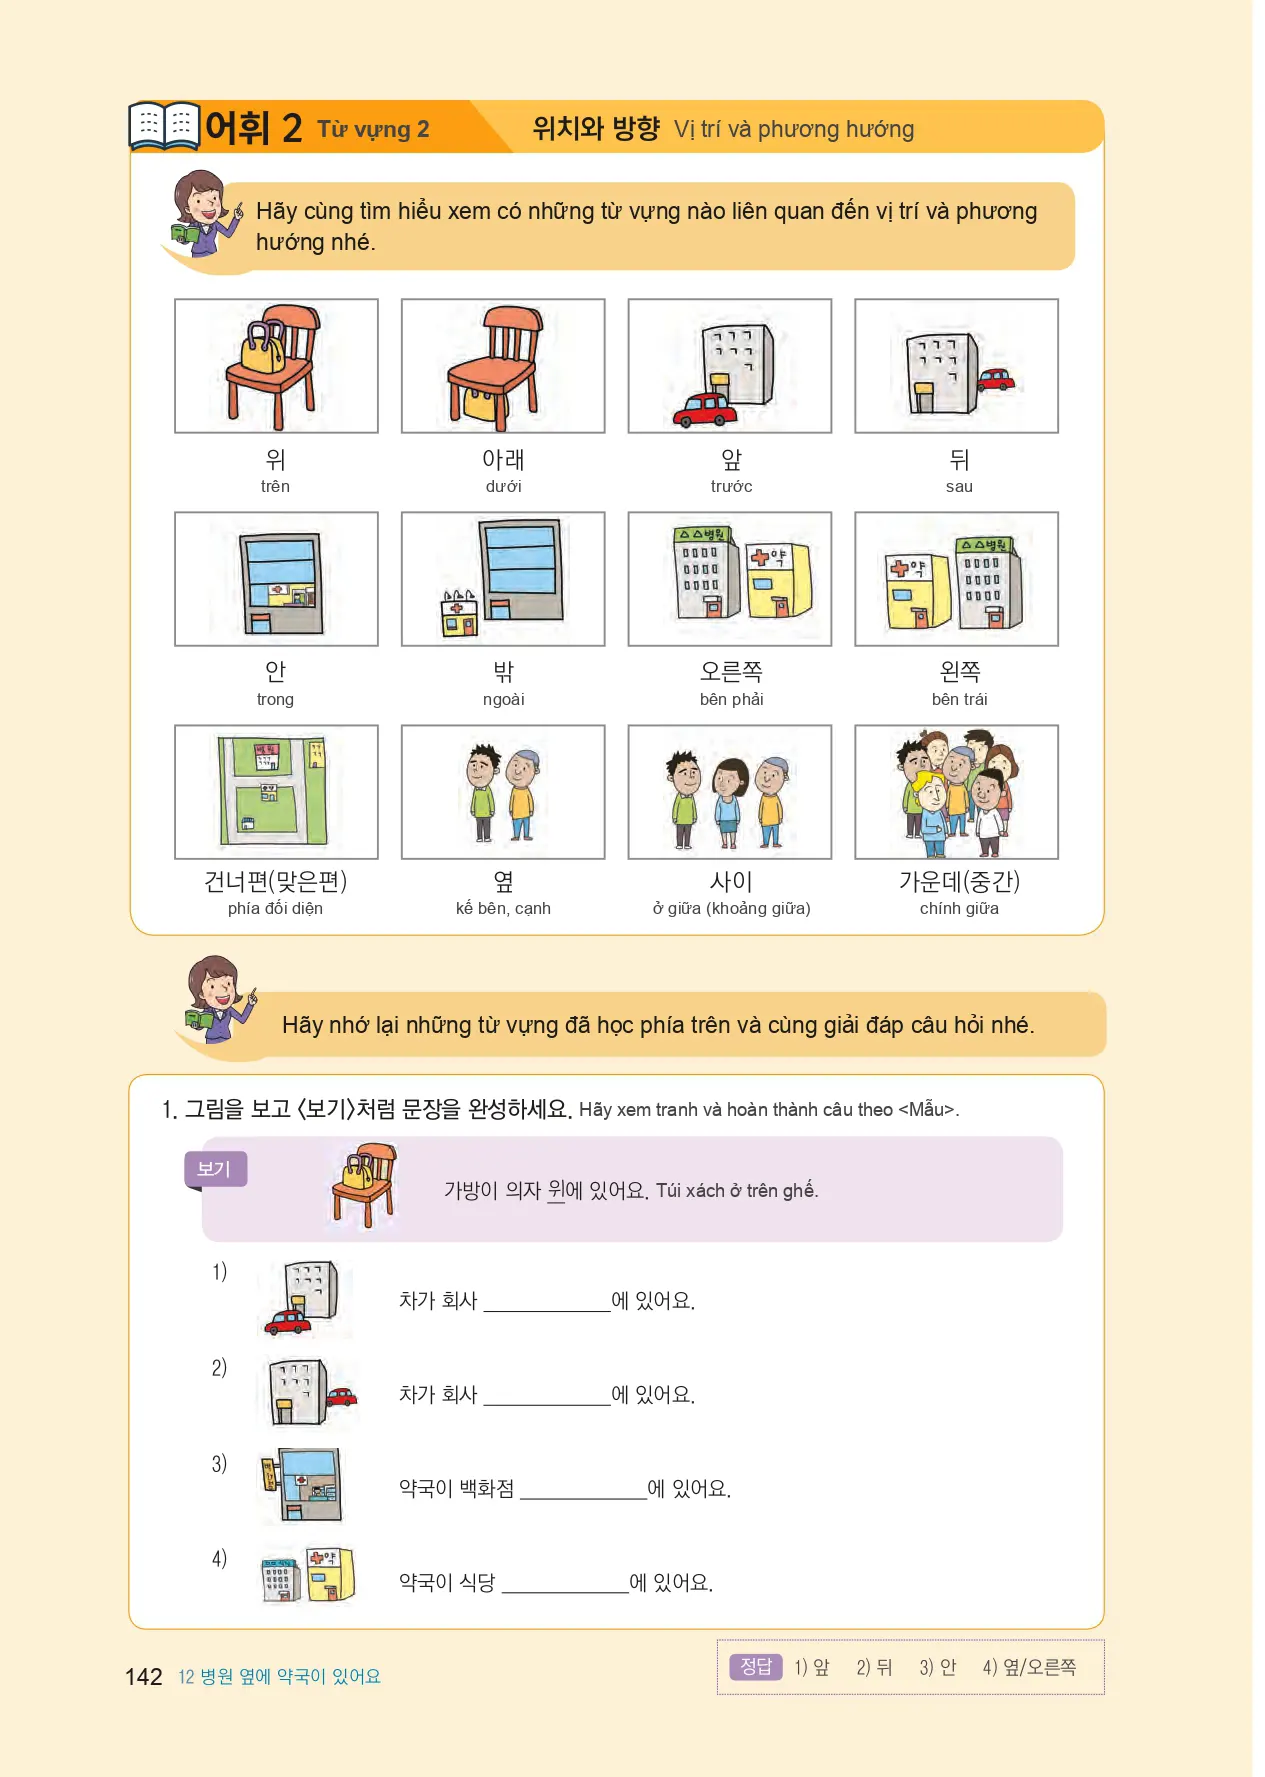 어휘 2 Từ vựng 2 위치와 방향 Vị trí và phương hướng
Hãy cùng tìm hiểu xem có những từ vựng nào liên quan đến vị trí và phương
hướng nhé.
위 아래 앞 뒤
trên dưới trước sau
약
△△병원
△△병원
약
안 밖 오른쪽 왼쪽
trong ngoài bên phải bên trái
건너편(맞은편) 옆 사이 가운데(중간)
phía đối diện kế bên, cạnh ở giữa (khoảng giữa) chính giữa
Hãy nhớ lại những từ vựng đã học phía trên và cùng giải đáp câu hỏi nhé.
1. 그림을 보고 〈보기〉처럼 문장을 완성하세요. Hãy xem tranh và hoàn thành câu theo <Mẫu>.
보기
가방이 의자 위에 있어요. Túi xách ở trên ghế.
1) 차가 회사 ____________에 있어요.
2) 차가 회사 ____________에 있어요.
3) 약국이 백화점 ____________에 있어요.
4) 약 약국이 식당 ____________에 있어요.
142 12 병원 옆에 약국이 있어요
정답 1) 앞 2) 뒤 3) 안 4) 옆/오른쪽